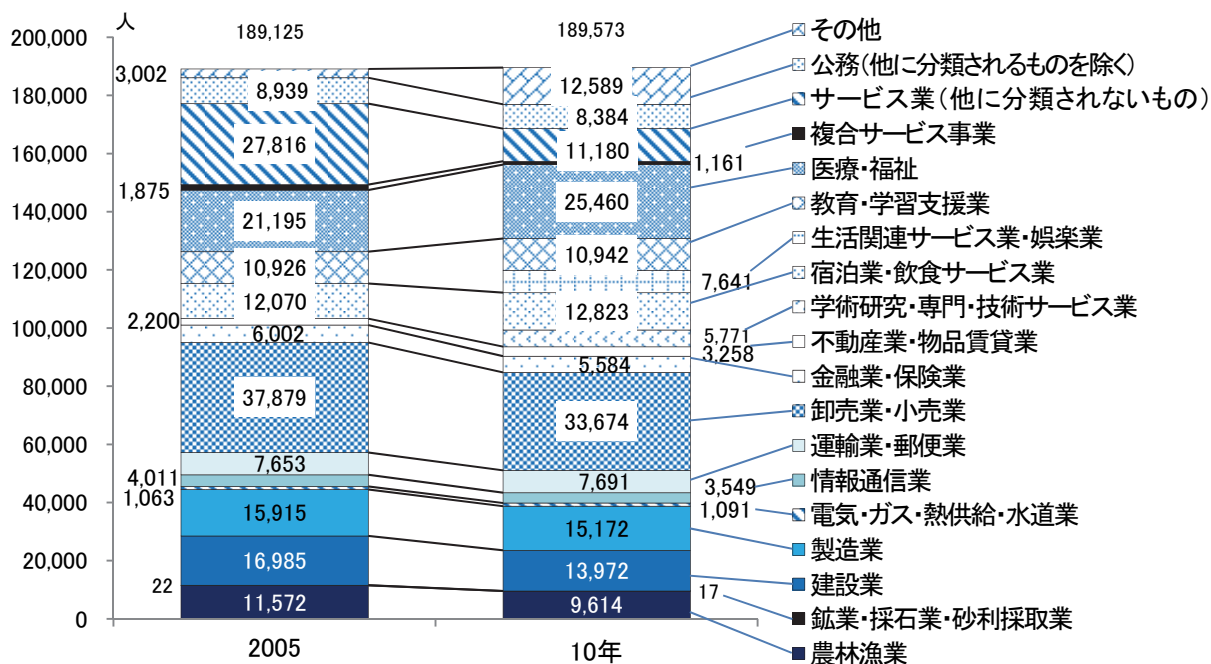 人
189,125
189,573
200,000
180,000
160,000
140,000
120,000
100,000
80,000
60,000
40,000
20,000
0
3,002
8,939
27,816
1,875
21,195
10,926
12,070
2,200
6,002
37,879
7,653
4,011
1,063
15,915
16,985
22
11,572
12,589
8,384
11,180
1,161
25,460
10,942
7,641
12,823
5,771
3,258
5,584
33,674
7,691
3,549
1,091
15,172
13,972
17
9,614
2005
10年
その他
公務(他に分類されるものを除く)
サービス業(他に分類されないもの)
複合サービス事業
医療・福祉
教育・学習支援業
生活関連サービス業・娯楽業
宿泊業・飲食サービス業
学術研究・専門・技術サービス業
不動産業・物品賃貸業
金融業・保険業
卸売業・小売業
運輸業・郵便業
情報通信業
電気・ガス・熱供給・水道業
製造業
建設業
鉱業・採石業・砂利採取業
農林漁業